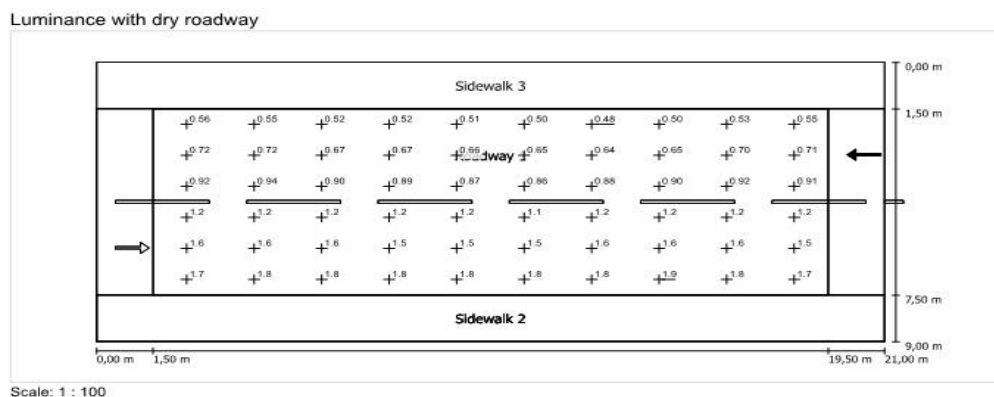 Luminance with dry roadway
0,00 m
Sidewalk 3
1,50 m
0.56 0.55 0.52 0.52 0.51 0.50 0.48 0.50 0.53 0.55
0.72 0.72 0.67 0.67 0.66 0.65 0.64 0.65 0.70 0.71
0.92 0.94 0.90 0.89 0.87 0.86 0.88 0.90 0.92 0.91
1.2 1.2 1.2 1.2 1.2 1.1 1.2 1.2 1.2 1.2
1.6 1.6 1.6 1.5 1.5 1.5 1.6 1.6 1.6 1.5
1.7 1.8 1.8 1.8 1.8 1.8 1.8 1.9 1.8 1.7
7,50 m
Sidewalk 2
9,00 m
0,00 m 1,50 m 19,50 m 21,00 m
Scale: 1 : 100